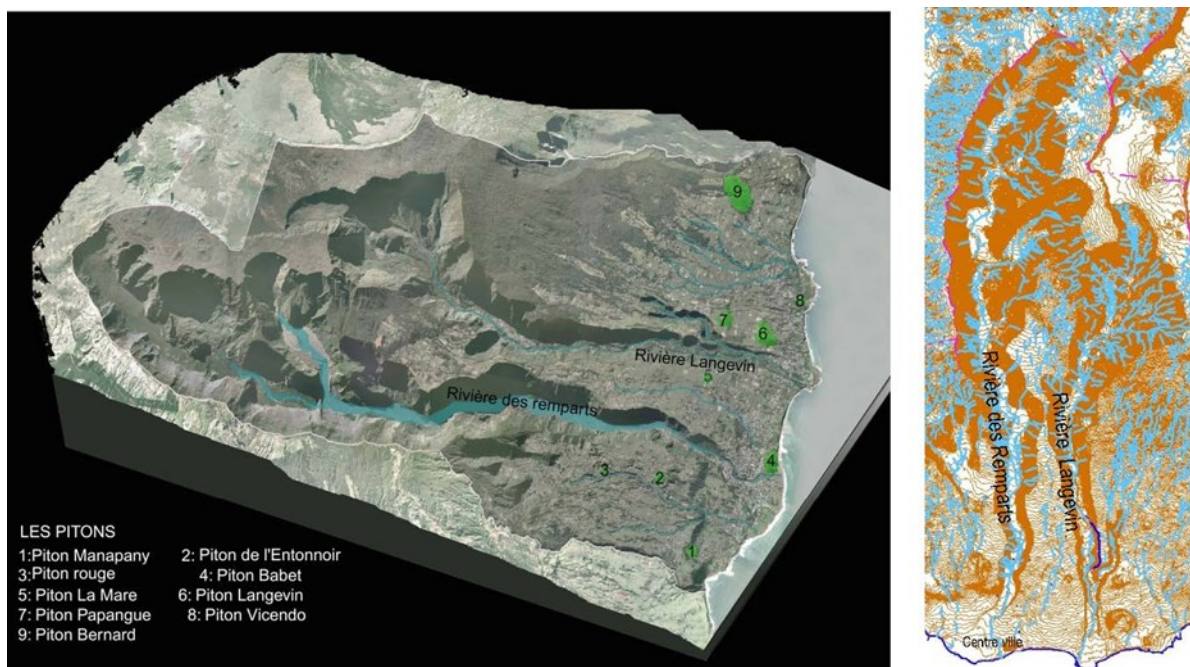 9
8
7
6
Rivière Langevin
5
Rivière des remparts
4
3
2
1
LES PITONS
1:Piton Manapany 2: Piton de l'Entonnoir
3:Piton rouge 4: Piton Babet
5: Piton La Mare 6: Piton Langevin
7: Piton Papangue 8: Piton Vicendo
9: Piton Bernard
Rivière des Remparts
Rivière Langevin
Centre ville